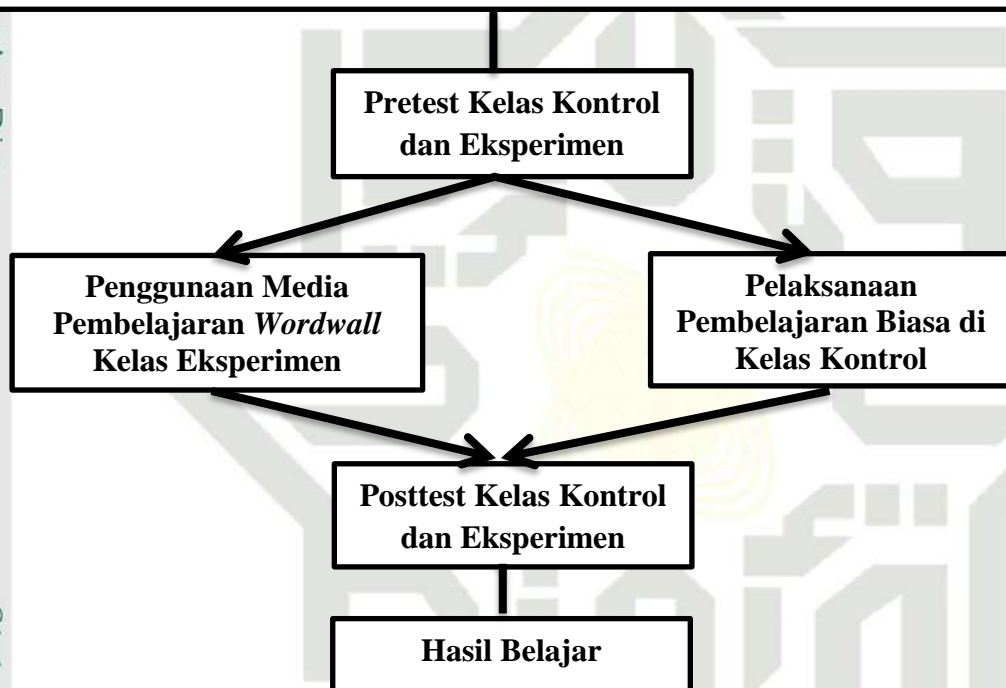 Pretest Kelas Kontrol
dan Eksperimen
Penggunaan Media
Pembelajaran Wordwall
Kelas Eksperimen
Pelaksanaan
Pembelajaran Biasa di
Kelas Kontrol
Posttest Kelas Kontrol
dan Eksperimen
Hasil Belajar